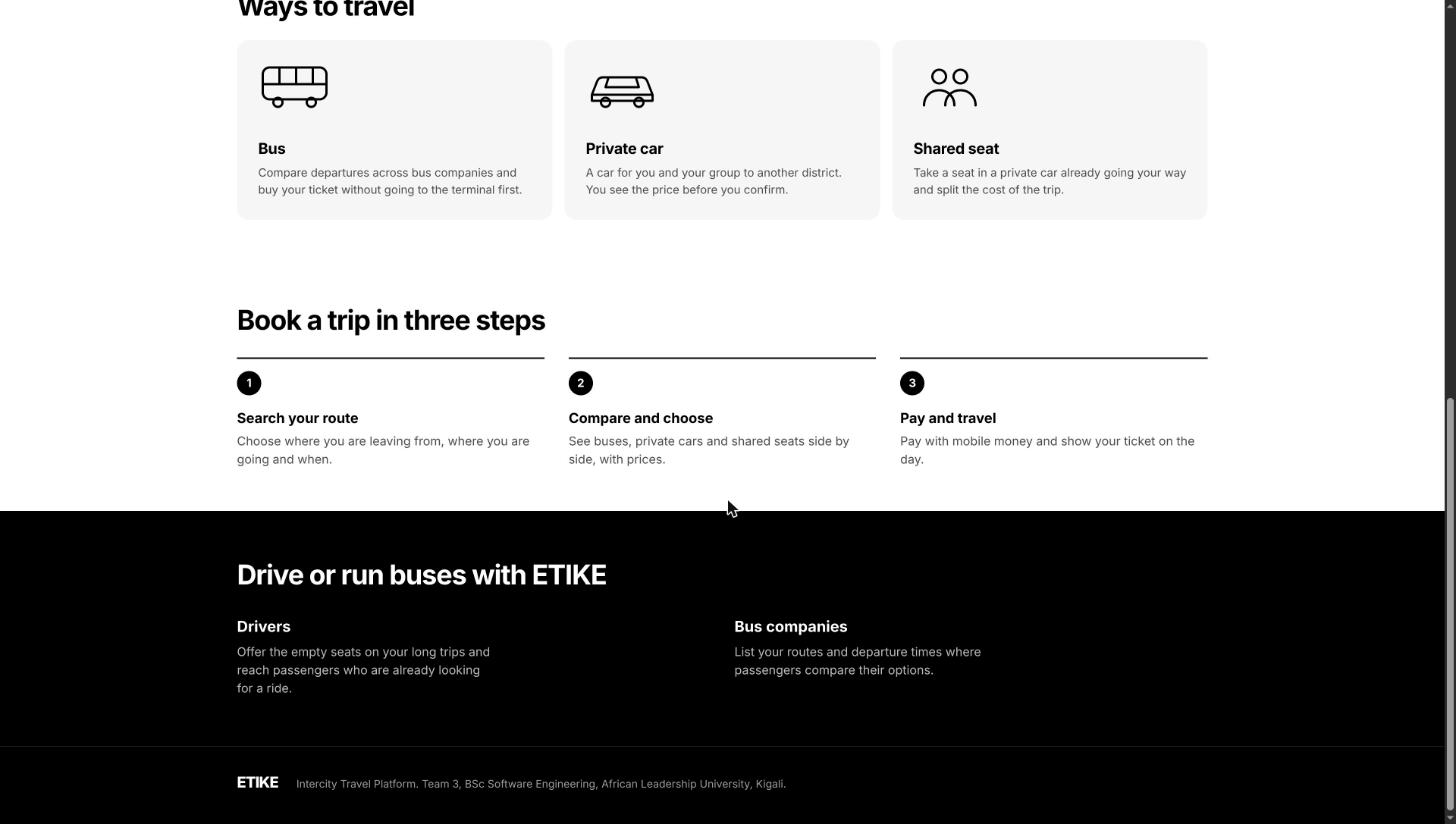 Ways to travel
Bus
Compare departures across bus companies and
buy your ticket without going to the terminal first.
Private car
A car for you and your group to another district.
You see the price before you confirm.
Shared seat
Take a seat in a private car already going your way
and split the cost of the trip.
Book a trip in three steps
1
Search your route
Choose where you are leaving from, where you are
going and when.
2
Compare and choose
See buses, private cars and shared seats side by
side, with prices.
3
Pay and travel
Pay with mobile money and show your ticket on the
day.
Drive or run buses with ETIKE
Drivers
Offer the empty seats on your long trips and
reach passengers who are already looking
for a ride.
Bus companies
List your routes and departure times where
passengers compare their options.
ETIKE
Intercity Travel Platform. Team 3, BSc Software Engineering, African Leadership University, Kigali.